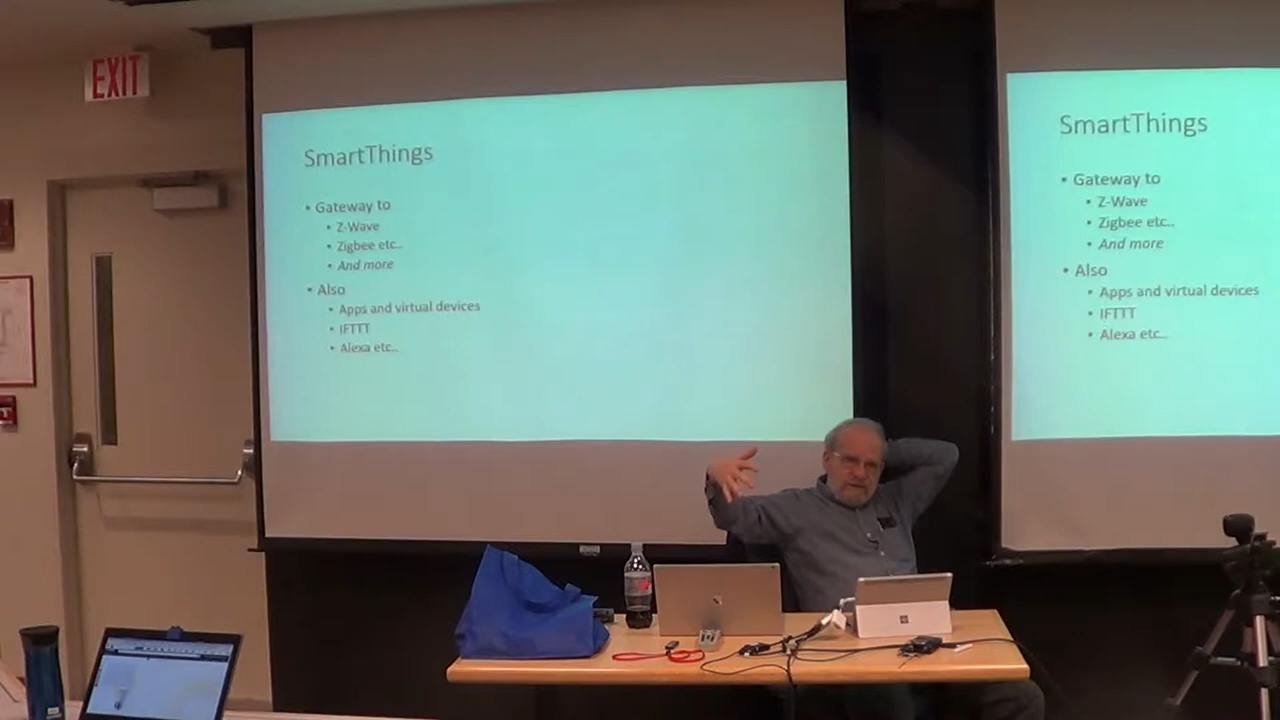 EXIT
SmartThings
• Gateway to
• Z-Wave
• Zigbee etc..
• And more
• Also
• Apps and virtual devices
• IFTTT
• Alexa etc..
SmartThings
• Gateway to
• Z-Wave
• Zigbee etc..
• And more
• Also
• Apps and virtual devices
• IFTTT
• Alexa etc..